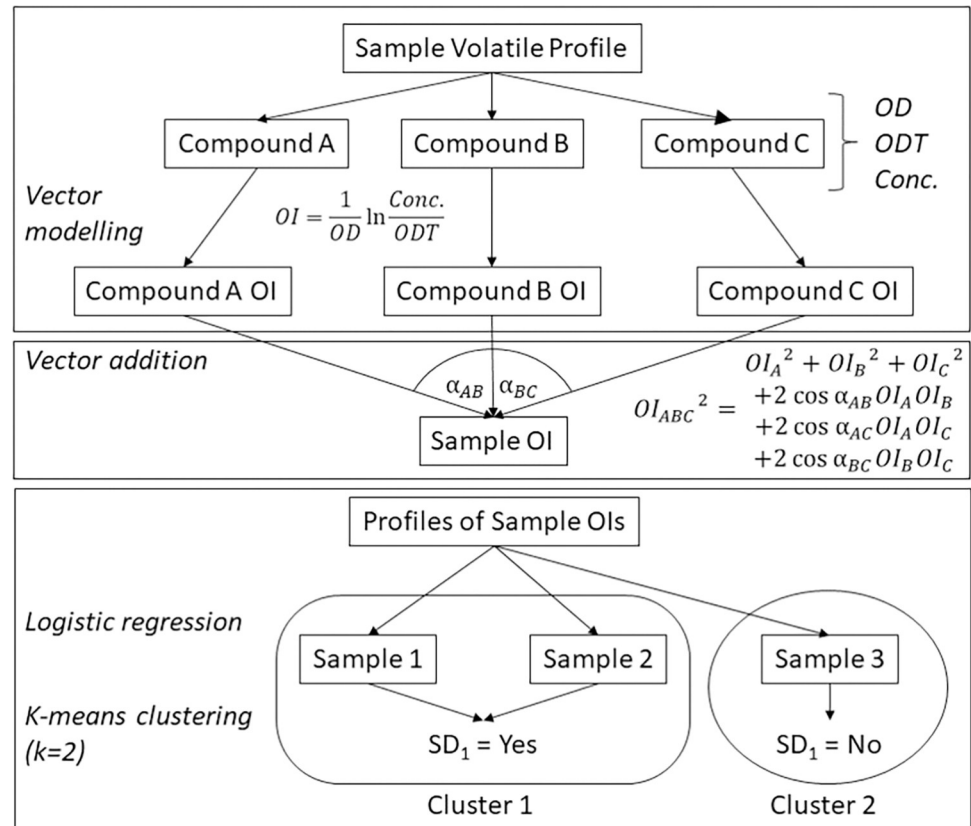 Sample Volatile Profile
Compound A
Compound B
Compound C
OD
ODT
Conc.
Vector
modelling
OI = 1/OD ln Conc./ODT
Compound A OI
Compound B OI
Compound C OI
Vector addition
α_AB α_BC
Sample OI
OI_ABC² = OI_A² + OI_B² + OI_C²
+2 cos α_AB OI_A OI_B
+2 cos α_AC OI_A OI_C
+2 cos α_BC OI_B OI_C
Profiles of Sample OIs
Logistic regression
Sample 1
Sample 2
Sample 3
K-means clustering
(k=2)
SD₁ = Yes
SD₁ = No
Cluster 1
Cluster 2